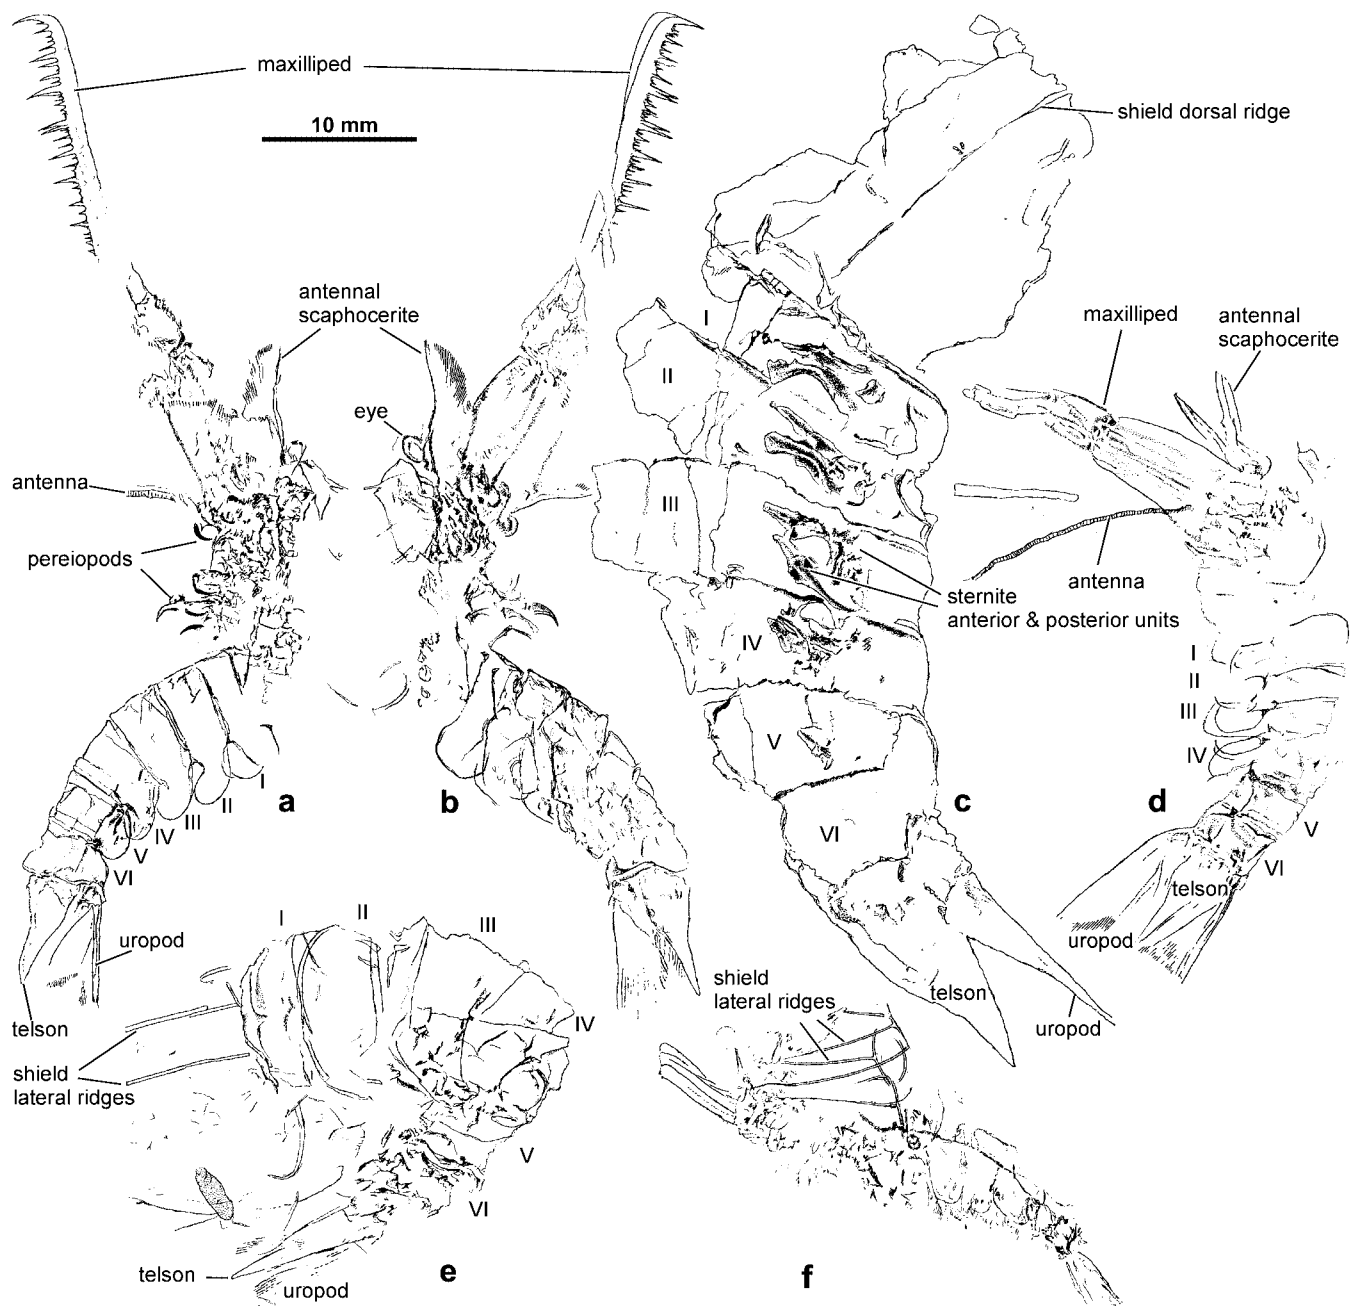 maxilliped
10 mm
shield dorsal ridge
antennal
scaphocerite
maxilliped
antennal
scaphocerite
I
II
eye
antenna
III
pereiopods
antenna
sternite
anterior & posterior units
IV
I
II
III
IV
V
I
II
III
IV
V
VI
a
b
V
c
d
VI
V
VI
telson
uropod
uropod
telson
I
II
III
shield
lateral ridges
telson
uropod
IV
shield
lateral ridges
V
VI
telson
uropod
e
f